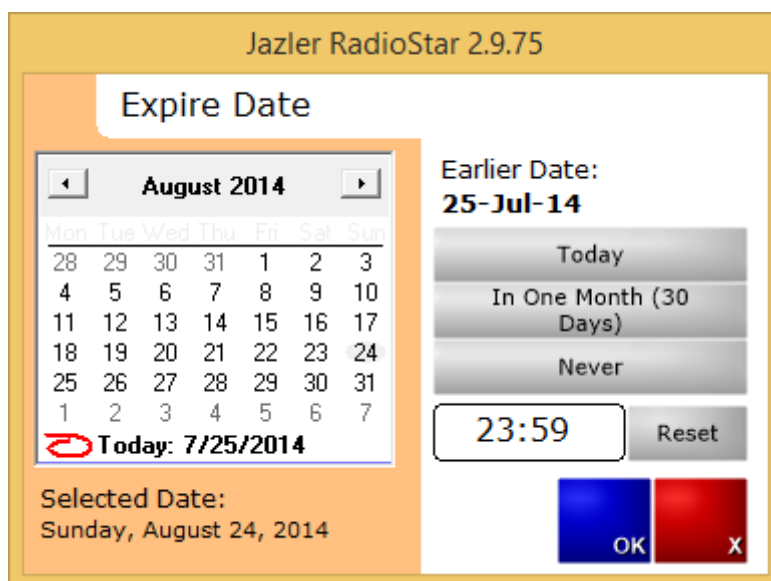 Jazler RadioStar 2.9.75
Expire Date
August 2014
Mon Tue Wed Thu Fri Sat Sun
28 29 30 31 1 2 3
4 5 6 7 8 9 10
11 12 13 14 15 16 17
18 19 20 21 22 23 24
25 26 27 28 29 30 31
1 2 3 4 5 6 7
Today: 7/25/2014
Selected Date:
Sunday, August 24, 2014
Earlier Date:
25-Jul-14
Today
In One Month (30
Days)
Never
23:59
Reset
OK
X